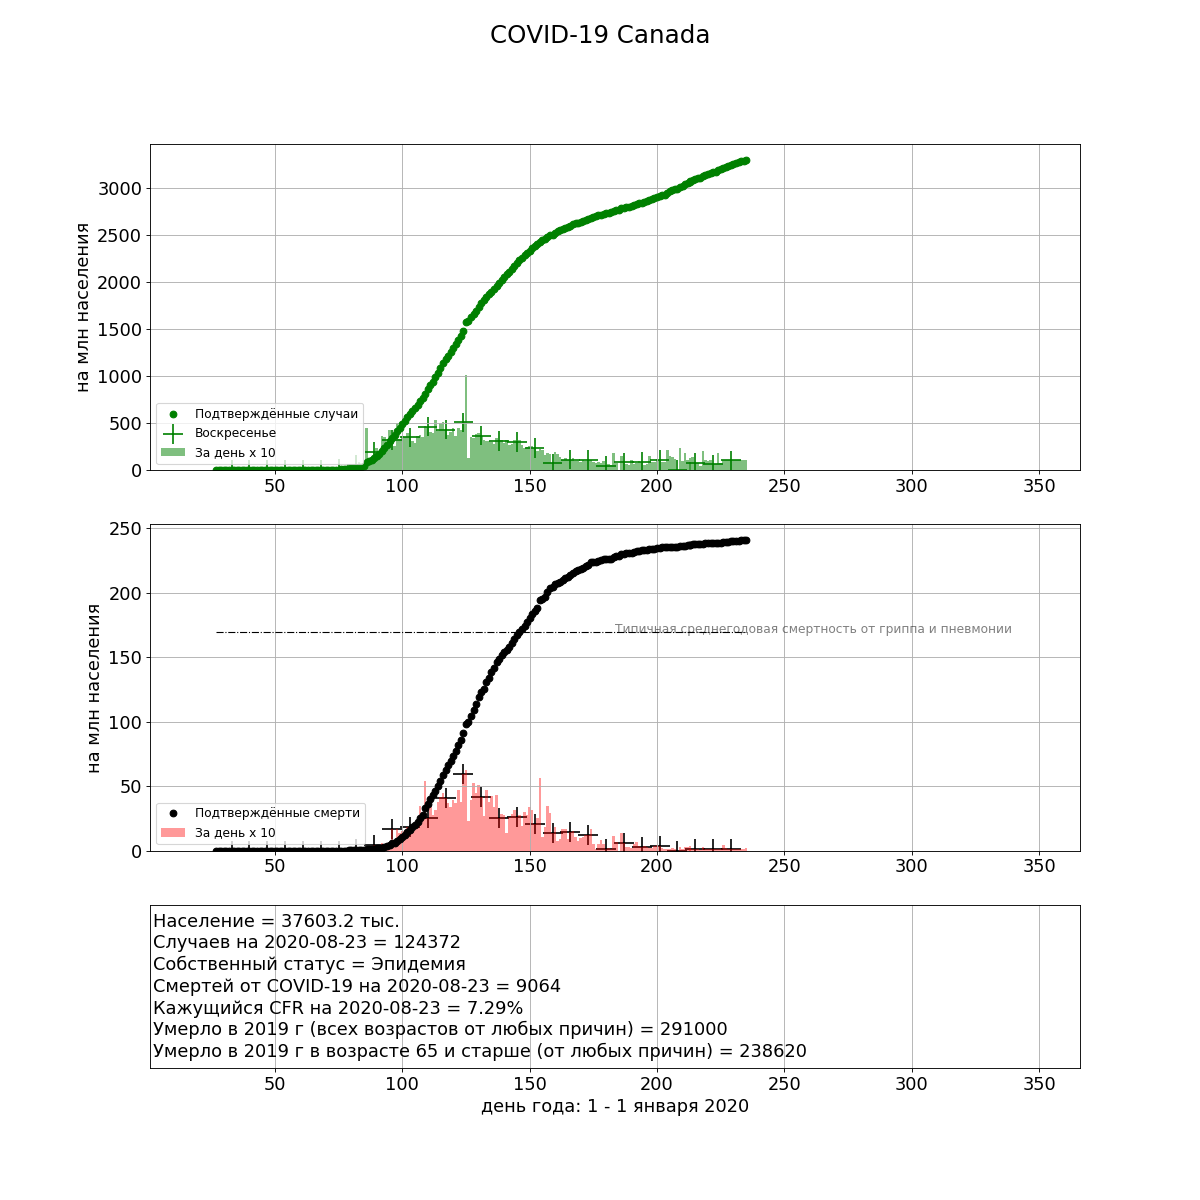 COVID-19 Canada
на млн населения
3000
2500
2000
1500
1000
500
0
Подтверждённые случаи
Воскресенье
За день x 10
50 100 150 200 250 300 350
на млн населения
250
200
150
100
50
0
Типичная среднегодовая смертность от гриппа и пневмонии
Подтверждённые смерти
За день x 10
50 100 150 200 250 300 350
Население = 37603.2 тыс.
Случаев на 2020-08-23 = 124372
Собственный статус = Эпидемия
Смертей от COVID-19 на 2020-08-23 = 9064
Кажущийся CFR на 2020-08-23 = 7.29%
Умерло в 2019 г (всех возрастов от любых причин) = 291000
Умерло в 2019 г в возрасте 65 и старше (от любых причин) = 238620
50 100 150 200 250 300 350
день года: 1 - 1 января 2020